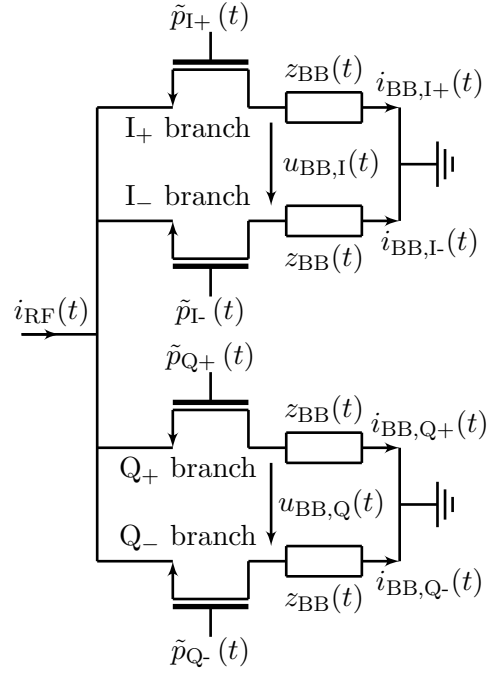 p̃I+ (t)
zBB(t)
iBB,I+(t)
I+ branch
uBB,I(t)
I− branch
iBB,I-(t)
zBB(t)
p̃I- (t)
iRF(t)
p̃Q+ (t)
zBB(t)
iBB,Q+(t)
Q+ branch
uBB,Q(t)
Q− branch
iBB,Q-(t)
zBB(t)
p̃Q- (t)